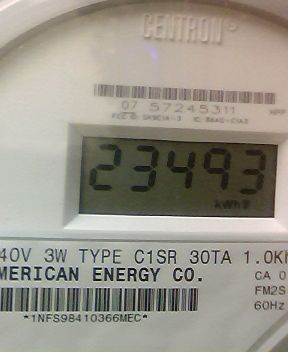 CENTRON®
07 57245311
23493
kWh
40V 3W TYPE C1SR 30TA 1.0Kh
MERICAN ENERGY CO.
CA 0
FM2S
60Hz
*1NFS98410366MEC*